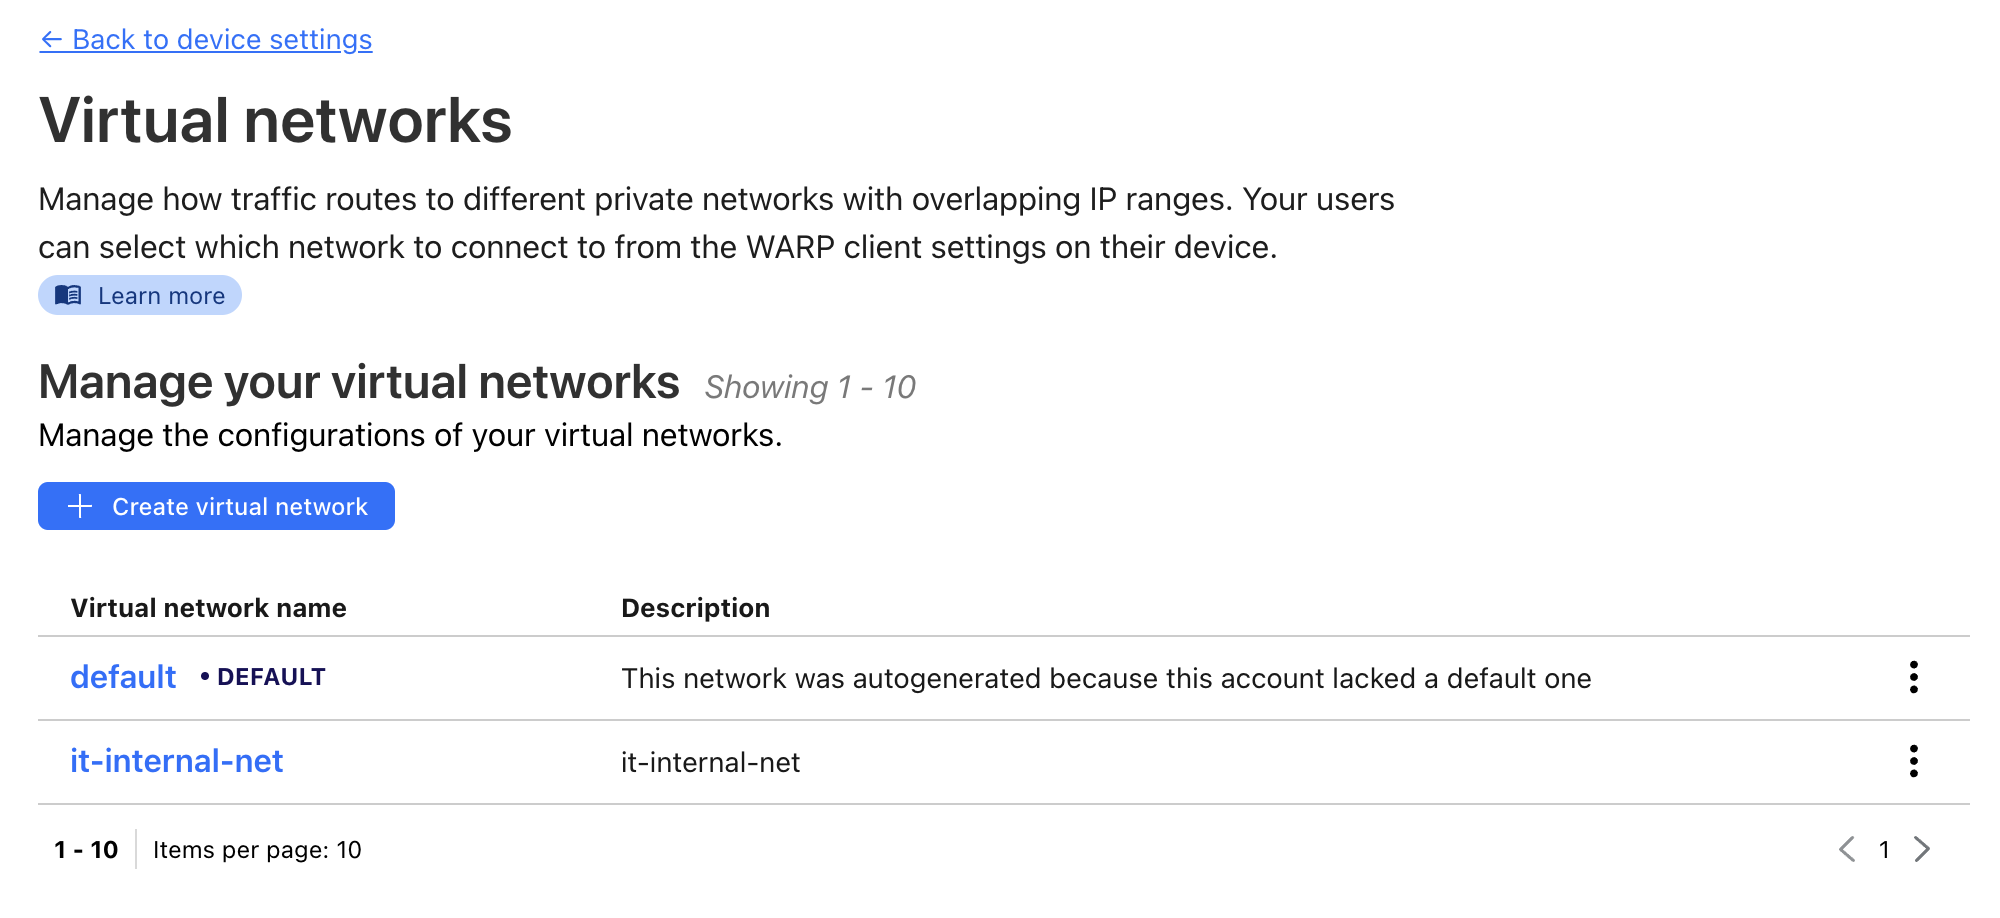 ← Back to device settings
Virtual networks
Manage how traffic routes to different private networks with overlapping IP ranges. Your users
can select which network to connect to from the WARP client settings on their device.
Learn more
Manage your virtual networks Showing 1 - 10
Manage the configurations of your virtual networks.
Create virtual network
Virtual network name Description
default • DEFAULT This network was autogenerated because this account lacked a default one
it-internal-net it-internal-net
1 - 10 Items per page: 10 1